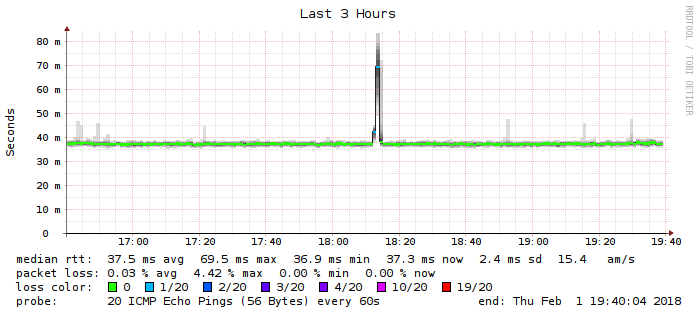 Last 3 Hours
RRDTOOL / TOBI OETIKER
Seconds
80 m
70 m
60 m
50 m
40 m
30 m
20 m
10 m
0
17:00 17:20 17:40 18:00 18:20 18:40 19:00 19:20 19:40
median rtt: 37.5 ms avg 69.5 ms max 36.9 ms min 37.3 ms now 2.4 ms sd 15.4 am/s
packet loss: 0.03 % avg 4.42 % max 0.00 % min 0.00 % now
loss color: 0 1/20 2/20 3/20 4/20 10/20 19/20
probe: 20 ICMP Echo Pings (56 Bytes) every 60s end: Thu Feb 1 19:40:04 2018